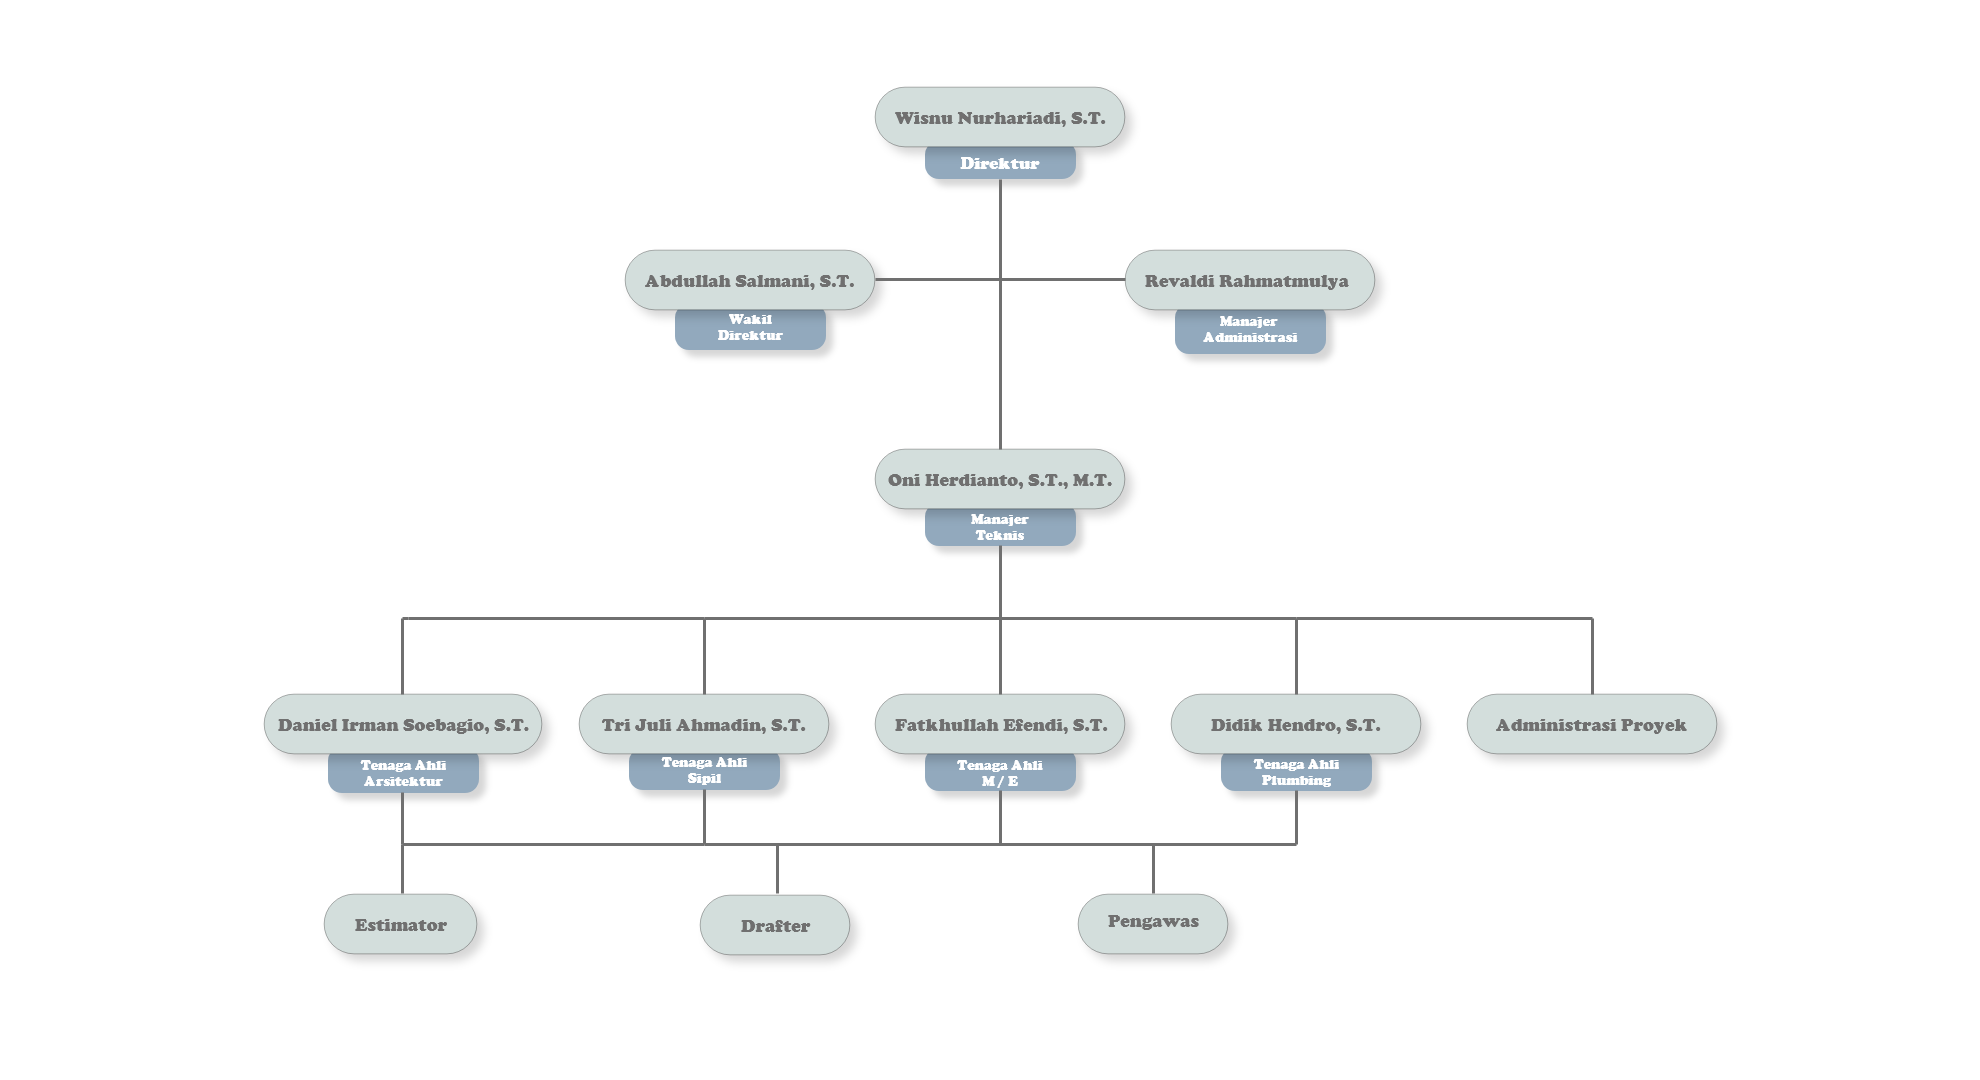 Wisnu Nurhariadi, S.T.
Direktur
Abdullah Salmani, S.T.
Wakil
Direktur
Revaldi Rahmatmulya
Manajer
Administrasi
Oni Herdianto, S.T., M.T.
Manajer
Teknis
Daniel Irman Soebagio, S.T.
Tenaga Ahli
Arsitektur
Tri Juli Ahmadin, S.T.
Tenaga Ahli
Sipil
Fatkhullah Efendi, S.T.
Tenaga Ahli
M / E
Didik Hendro, S.T.
Tenaga Ahli
Plumbing
Administrasi Proyek
Estimator
Drafter
Pengawas